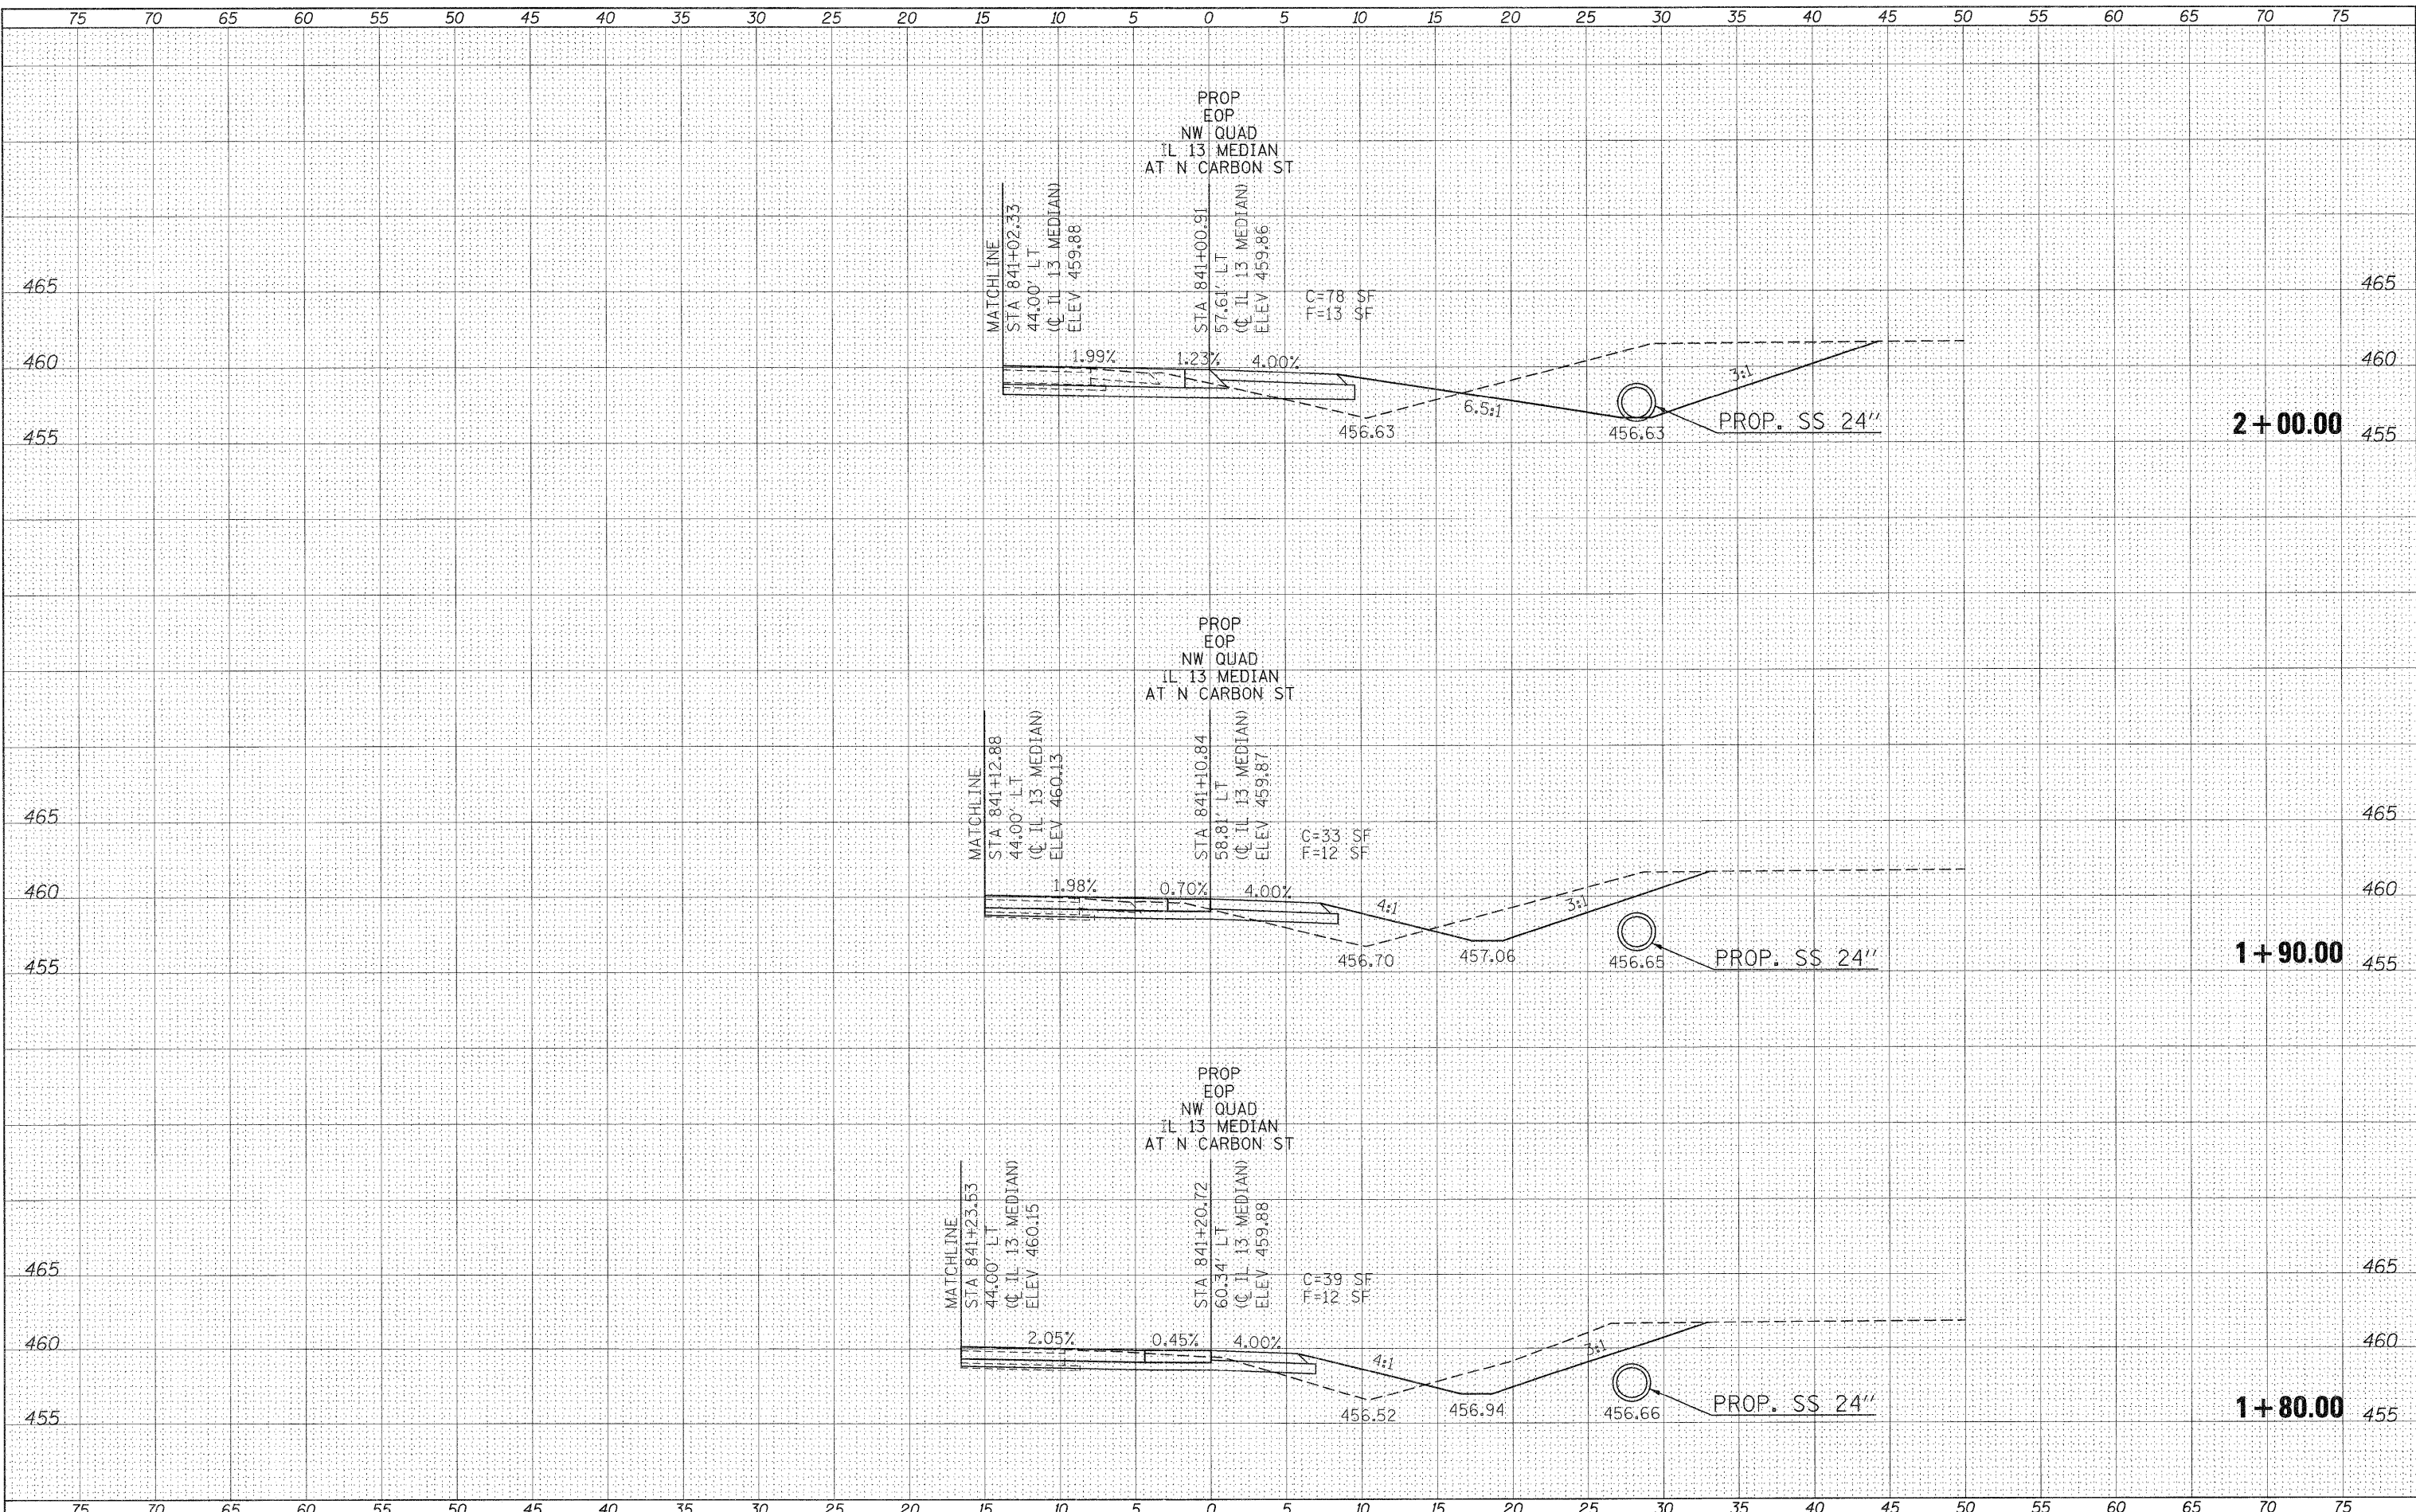 75 70 65 60 55 50 45 40 35 30 25 20 15 10 5 0 5 10 15 20 25 30 35 40 45 50 55 60 65 70 75
PROP
EOP
NW QUAD
IL 13 MEDIAN
AT N CARBON ST
MATCHLINE
STA 841+02.33
44.00' LT
(℄ IL 13 MEDIAN)
ELEV 459.88
STA 841+00.91
57.61' LT
(℄ IL 13 MEDIAN)
ELEV 459.86
C=78 SF
F=13 SF
465 465
460 460
455 455
1.99% 1.23% 4.00%
6.5:1
3:1
456.63 456.63
PROP. SS 24"
2+00.00
PROP
EOP
NW QUAD
IL 13 MEDIAN
AT N CARBON ST
MATCHLINE
STA 841+12.88
44.00' LT
(℄ IL 13 MEDIAN)
ELEV 460.13
STA 841+10.84
58.81' LT
(℄ IL 13 MEDIAN)
ELEV 459.87
C=33 SF
F=12 SF
465 465
460 460
455 455
1.98% 0.70% 4.00%
4:1
3:1
456.70 457.06 456.65
PROP. SS 24"
1+90.00
PROP
EOP
NW QUAD
IL 13 MEDIAN
AT N CARBON ST
MATCHLINE
STA 841+23.53
44.00' LT
(℄ IL 13 MEDIAN)
ELEV 460.15
STA 841+20.72
60.34' LT
(℄ IL 13 MEDIAN)
ELEV 459.88
C=39 SF
F=12 SF
465 465
460 460
455 455
2.05% 0.45% 4.00%
4:1
3:1
456.52 456.94 456.66
PROP. SS 24"
1+80.00
75 70 65 60 55 50 45 40 35 30 25 20 15 10 5 0 5 10 15 20 25 30 35 40 45 50 55 60 65 70 75